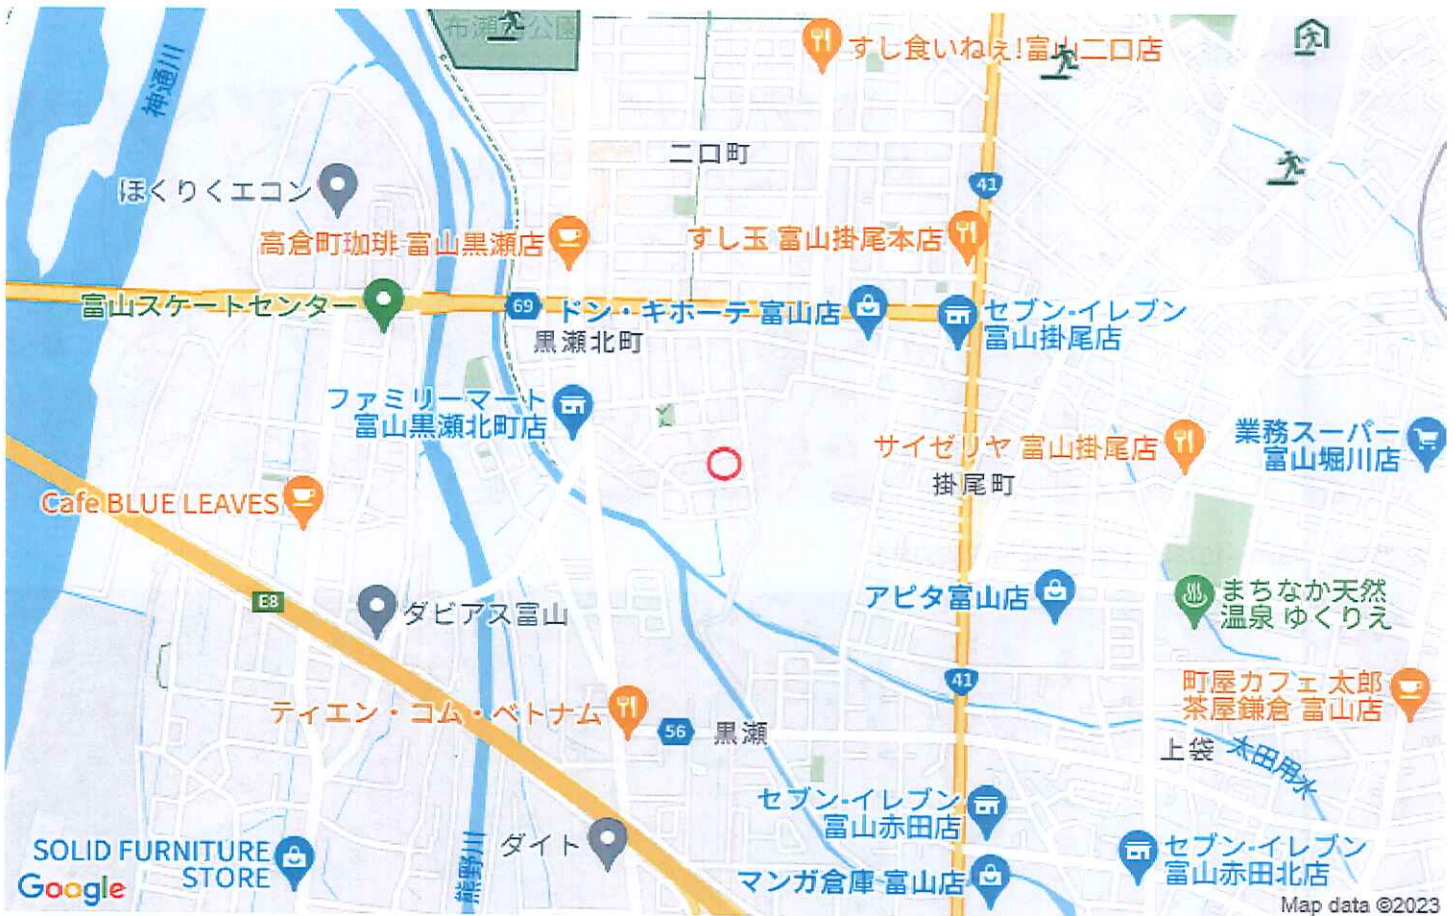 布瀬南公園
すし食いねぇ!富山二口店
神通川
二口町
ほくりくエコン
41
高倉町珈琲 富山黒瀬店
すし玉 富山掛尾本店
富山スケートセンター
69
ドン・キホーテ 富山店
セブン-イレブン
富山掛尾店
黒瀬北町
ファミリーマート
富山黒瀬北町店
サイゼリヤ 富山掛尾店
業務スーパー
富山堀川店
掛尾町
Cafe BLUE LEAVES
E8
ダビアス富山
アピタ富山店
まちなか天然
温泉 ゆくりえ
41
町屋カフェ 太郎
茶屋鎌倉 富山店
ティエン・コム・ベトナム
56
黒瀬
上袋
太田用水
セブン-イレブン
富山赤田店
ダイト
熊野川
SOLID FURNITURE
STORE
セブン-イレブン
富山赤田北店
マンガ倉庫 富山店
Google
Map data ©2023